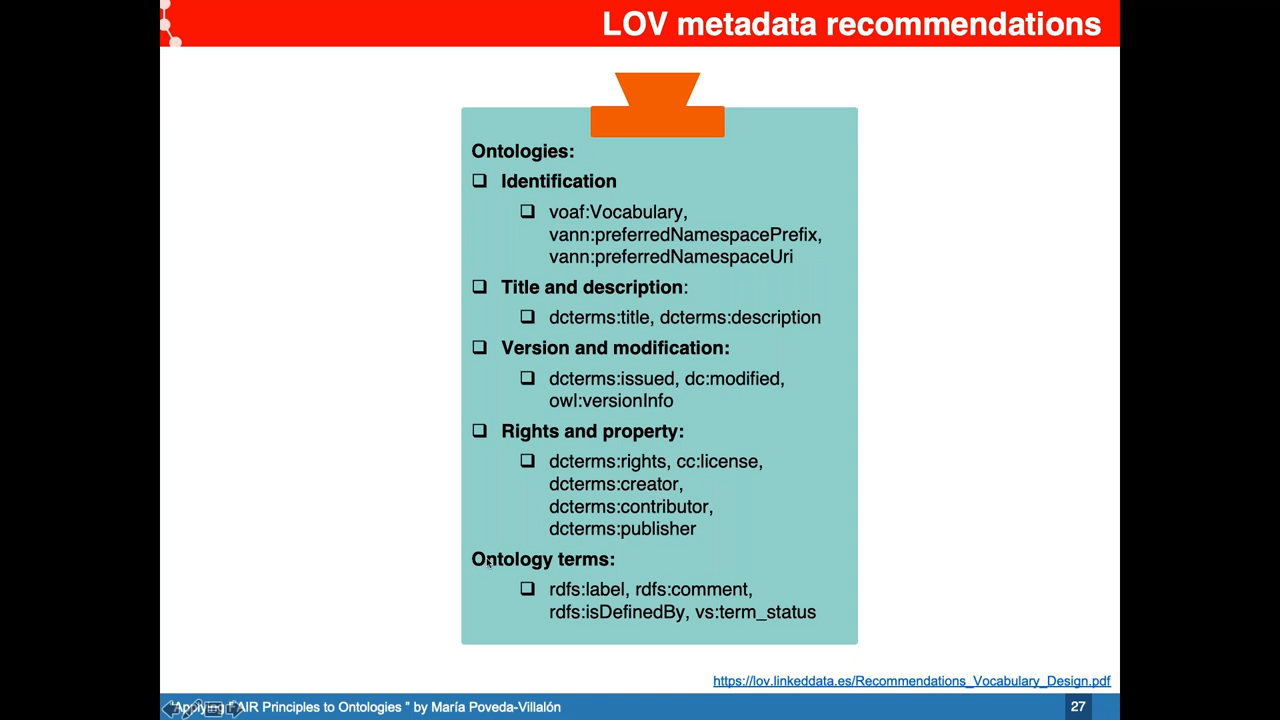 LOV metadata recommendations
Ontologies:
❑ Identification
❑ voaf:Vocabulary,
vann:preferredNamespacePrefix,
vann:preferredNamespaceUri
❑ Title and description:
❑ dcterms:title, dcterms:description
❑ Version and modification:
❑ dcterms:issued, dc:modified,
owl:versionInfo
❑ Rights and property:
❑ dcterms:rights, cc:license,
dcterms:creator,
dcterms:contributor,
dcterms:publisher
Ontology terms:
❑ rdfs:label, rdfs:comment,
rdfs:isDefinedBy, vs:term_status
https://lov.linkeddata.es/Recommendations_Vocabulary_Design.pdf
"Applying "FAIR Principles to Ontologies " by María Poveda-Villalón
27